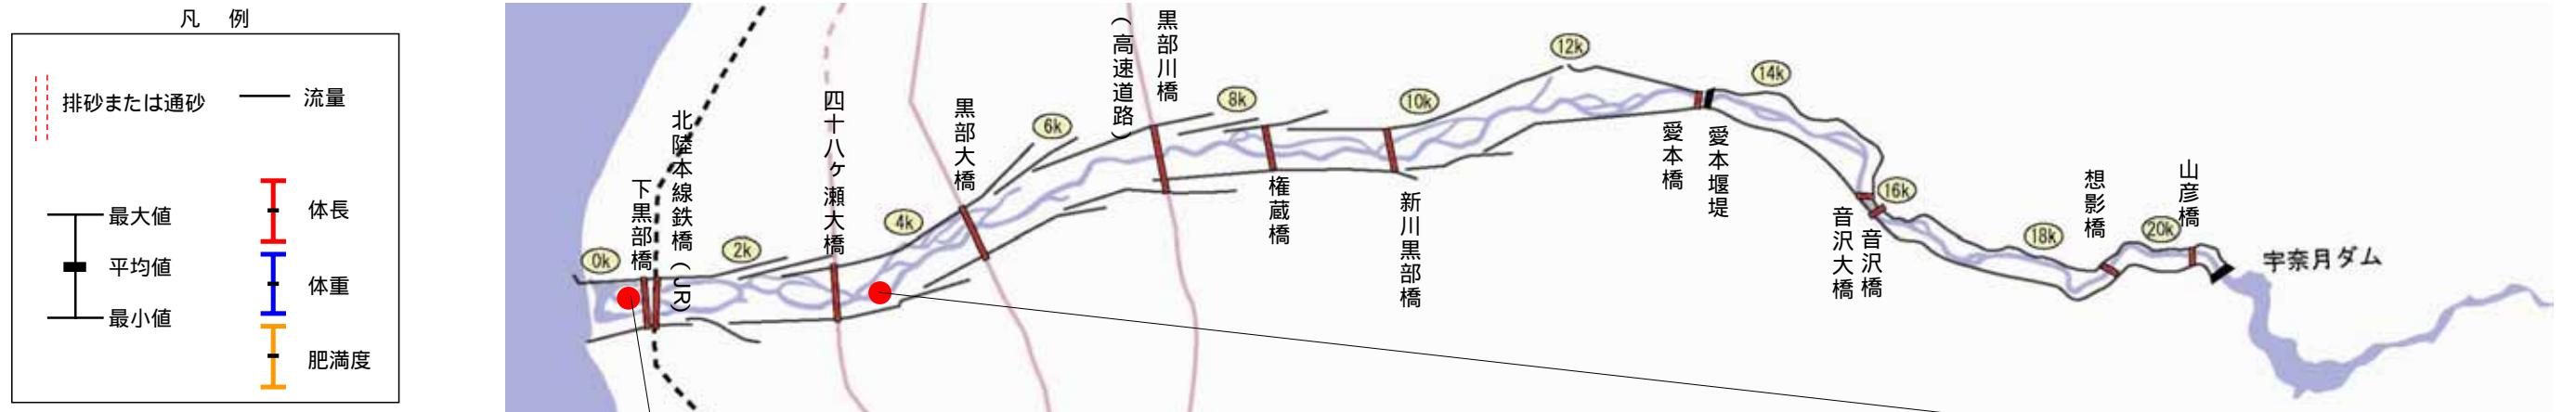 凡 例
排砂または通砂
流量
最大値
平均値
最小値
体長
体重
肥満度
0k
下黒部橋
北陸本線鉄橋(JR)
2k
四十八ヶ瀬大橋
4k
黒部大橋
6k
(高速道路)
黒部川橋
8k
権蔵橋
10k
新川黒部橋
12k
愛本橋
愛本堰堤
14k
音沢大橋
音沢橋
16k
18k
想影橋
20k
山彦橋
宇奈月ダム